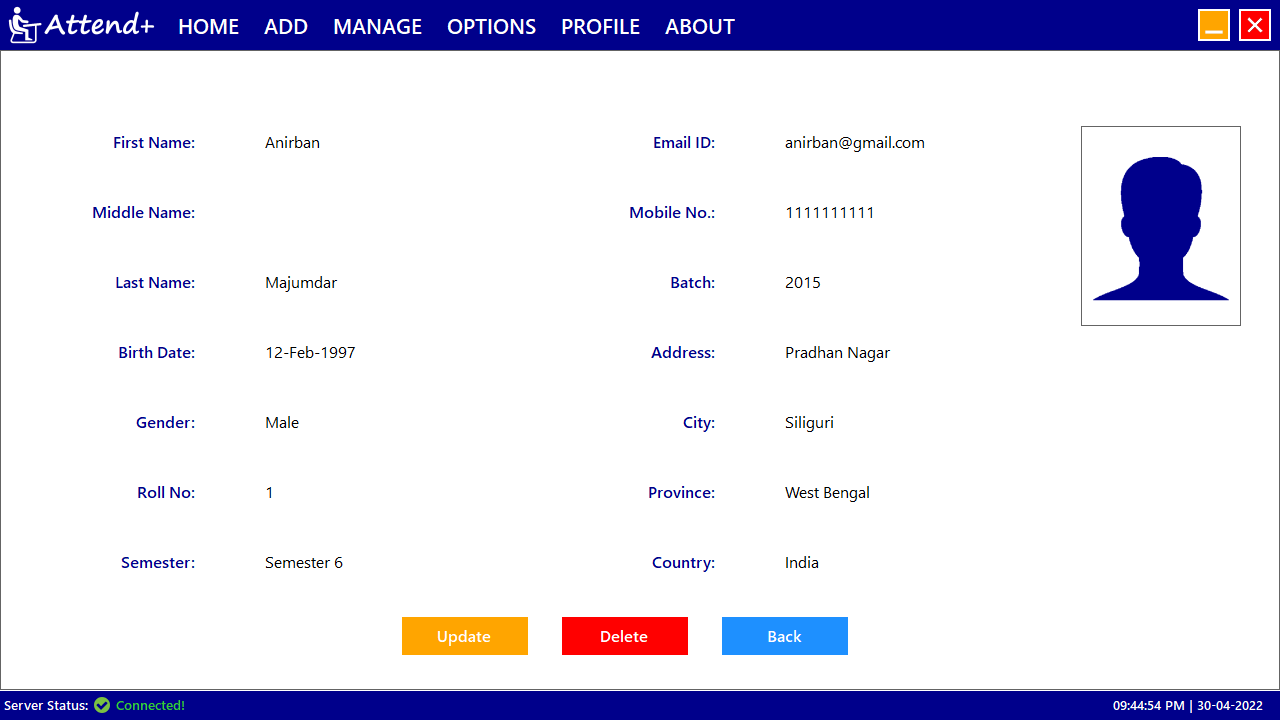 Attend+ HOME ADD MANAGE OPTIONS PROFILE ABOUT
First Name: Anirban Email ID: anirban@gmail.com
Middle Name: Mobile No.: 1111111111
Last Name: Majumdar Batch: 2015
Birth Date: 12-Feb-1997 Address: Pradhan Nagar
Gender: Male City: Siliguri
Roll No: 1 Province: West Bengal
Semester: Semester 6 Country: India
Update Delete Back
Server Status: Connected! 09:44:54 PM | 30-04-2022